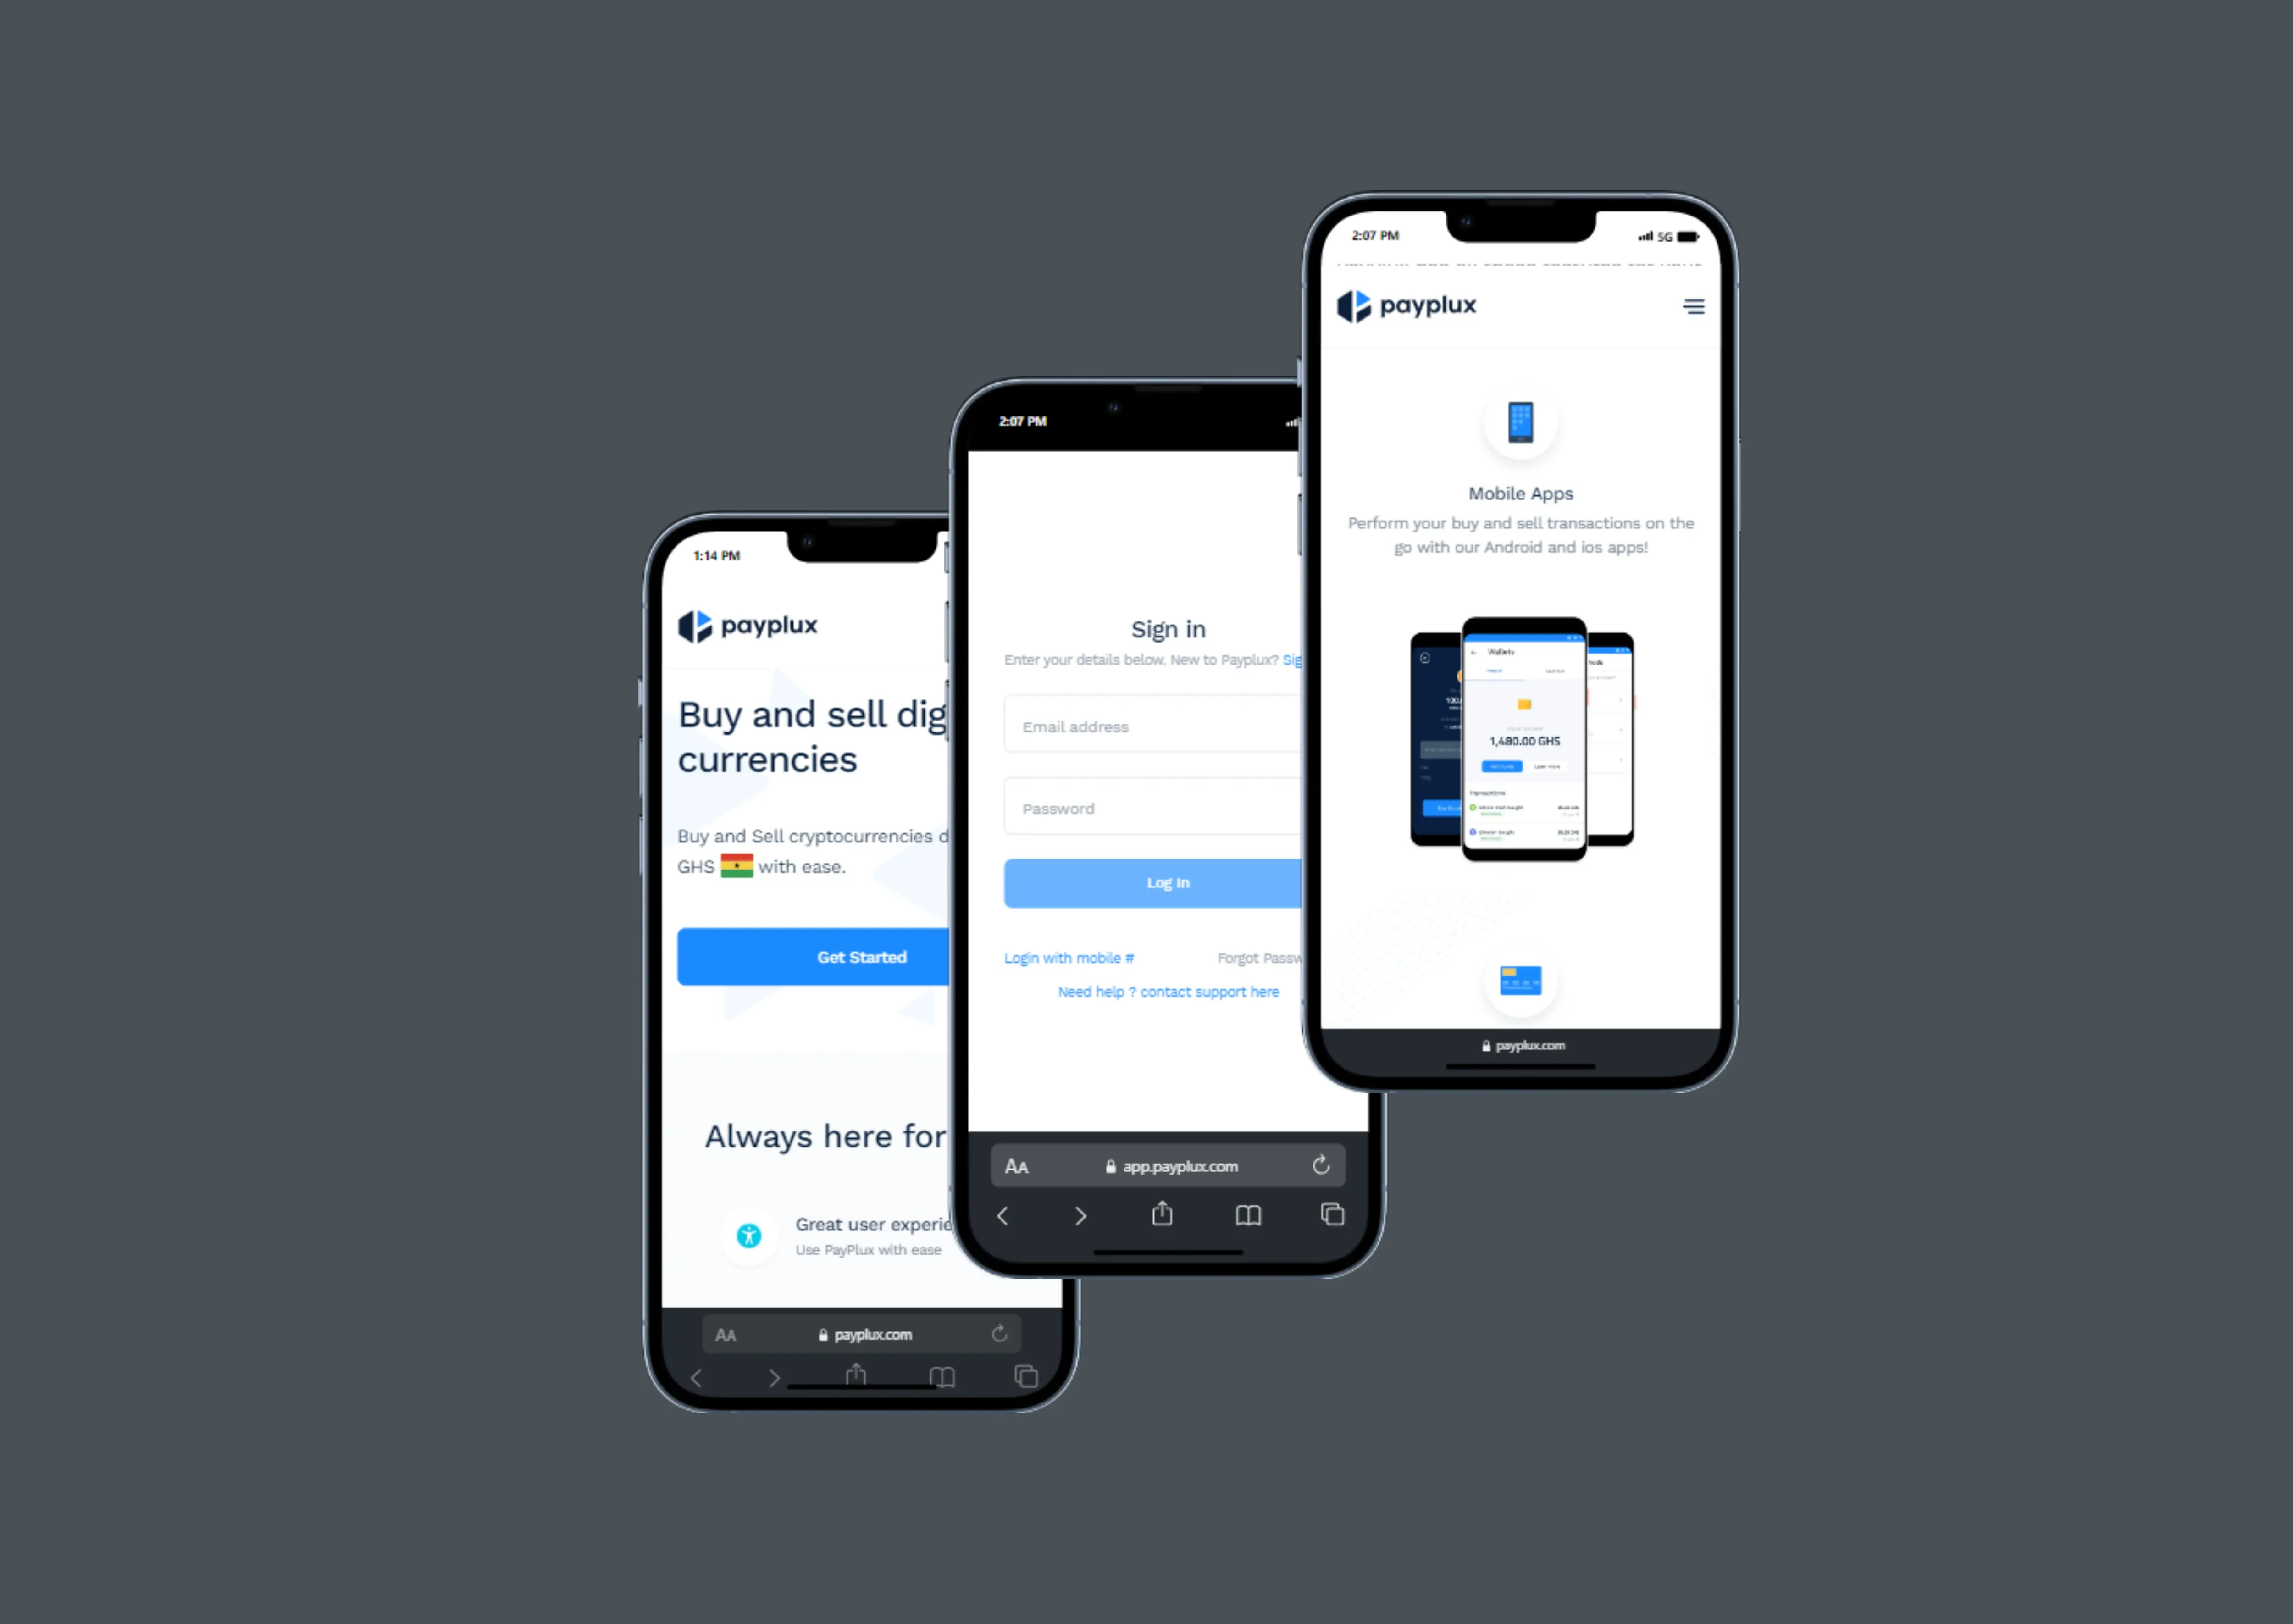 1:14 PM
payplux
Buy and sell dig
currencies
Buy and Sell cryptocurrencies d
GHS with ease.
Get Started
Always here for
Great user experie
Use PayPlux with ease
AA payplux.com
2:07 PM
Sign in
Enter your details below. New to Payplux? Sig
Email address
Password
Log In
Login with mobile # Forgot Passw
Need help ? contact support here
AA app.payplux.com
2:07 PM 5G
payplux
Mobile Apps
Perform your buy and sell transactions on the
go with our Android and ios apps!
Wallets
1,480.00 GHS
Transactions
payplux.com